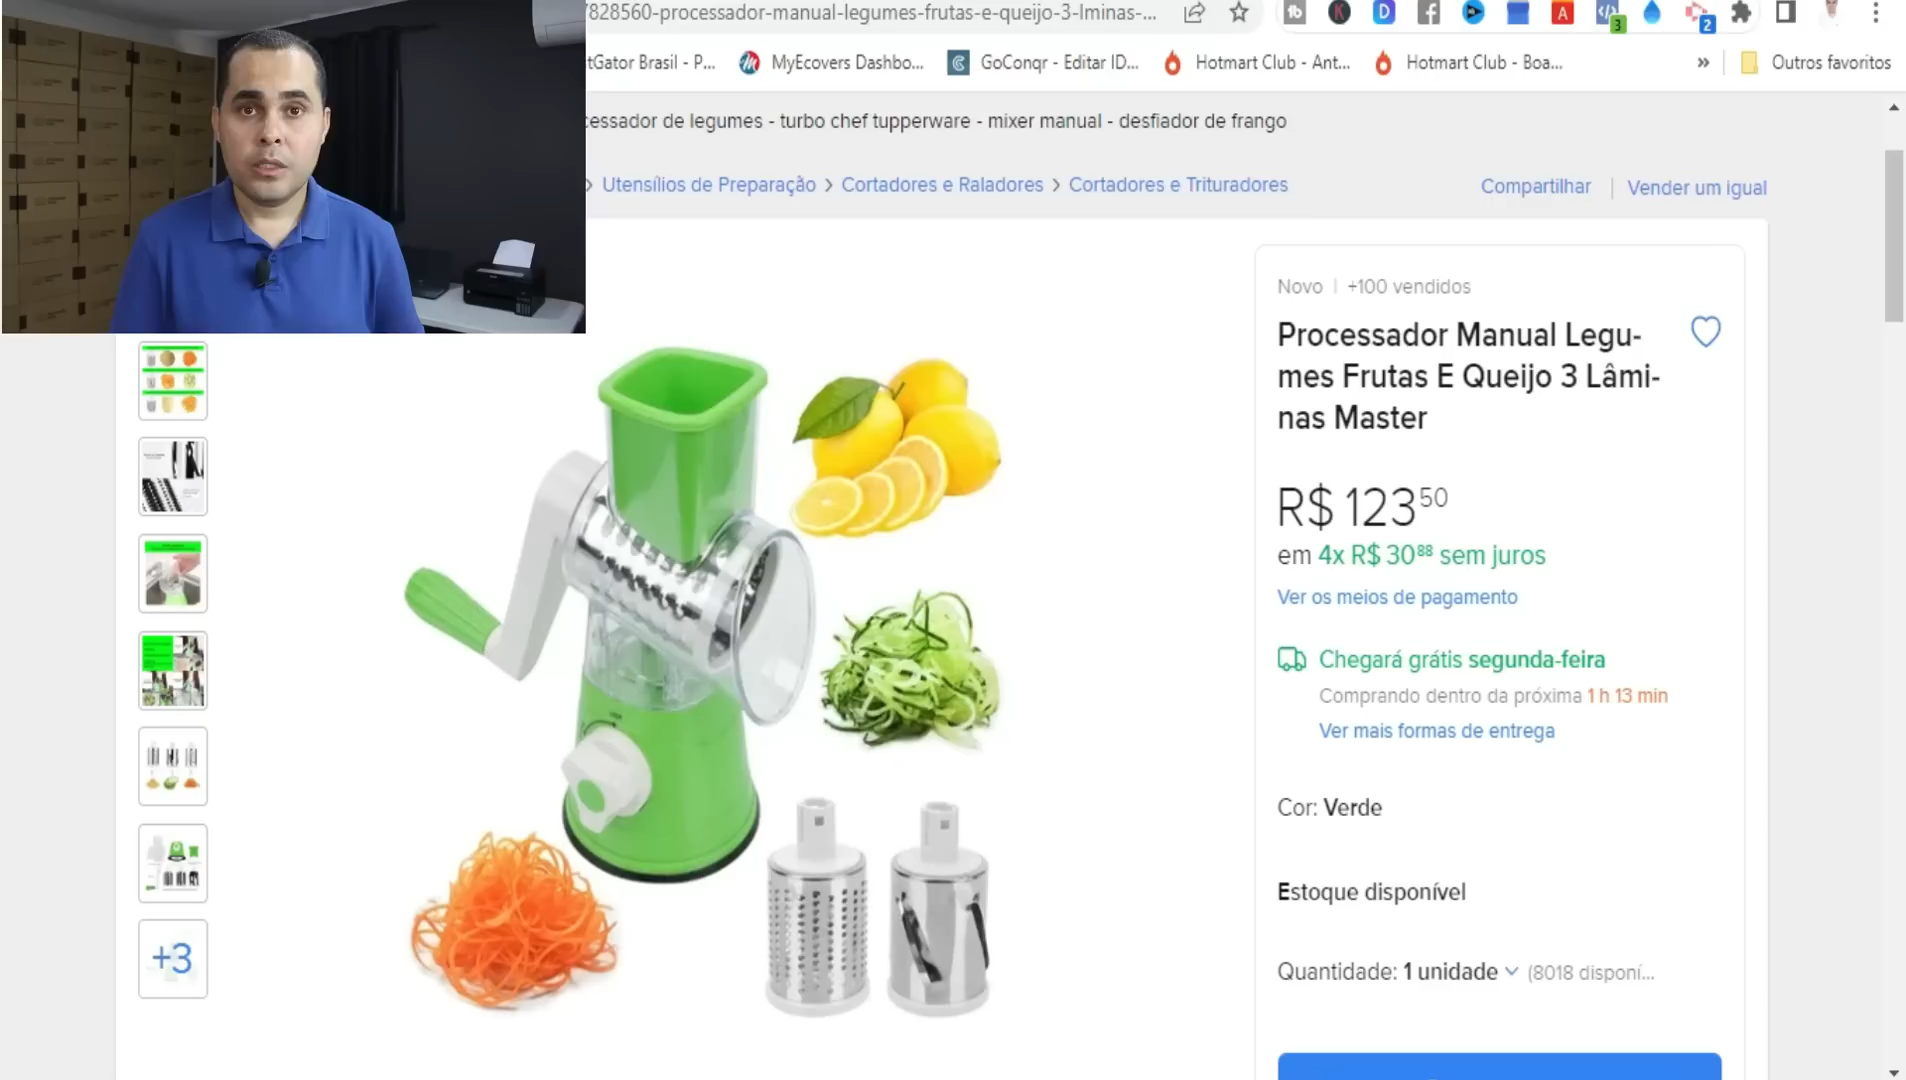 7828560-processador-manual-legumes-frutas-e-queijo-3-lminas-...
tGator Brasil - P...
MyEcovers Dashbo...
GoConqr - Editar ID...
Hotmart Club - Ant...
Hotmart Club - Boa...
»
Outros favoritos
cessador de legumes - turbo chef tupperware - mixer manual - desfiador de frango
Utensílios de Preparação > Cortadores e Raladores > Cortadores e Trituradores
Compartilhar | Vender um igual
Novo | +100 vendidos
Processador Manual Legu-
mes Frutas E Queijo 3 Lâmi-
nas Master
R$ 123 50
em 4x R$ 30 88 sem juros
Ver os meios de pagamento
Chegará grátis segunda-feira
Comprando dentro da próxima 1 h 13 min
Ver mais formas de entrega
Cor: Verde
Estoque disponível
Quantidade: 1 unidade (8018 disponí...
+3